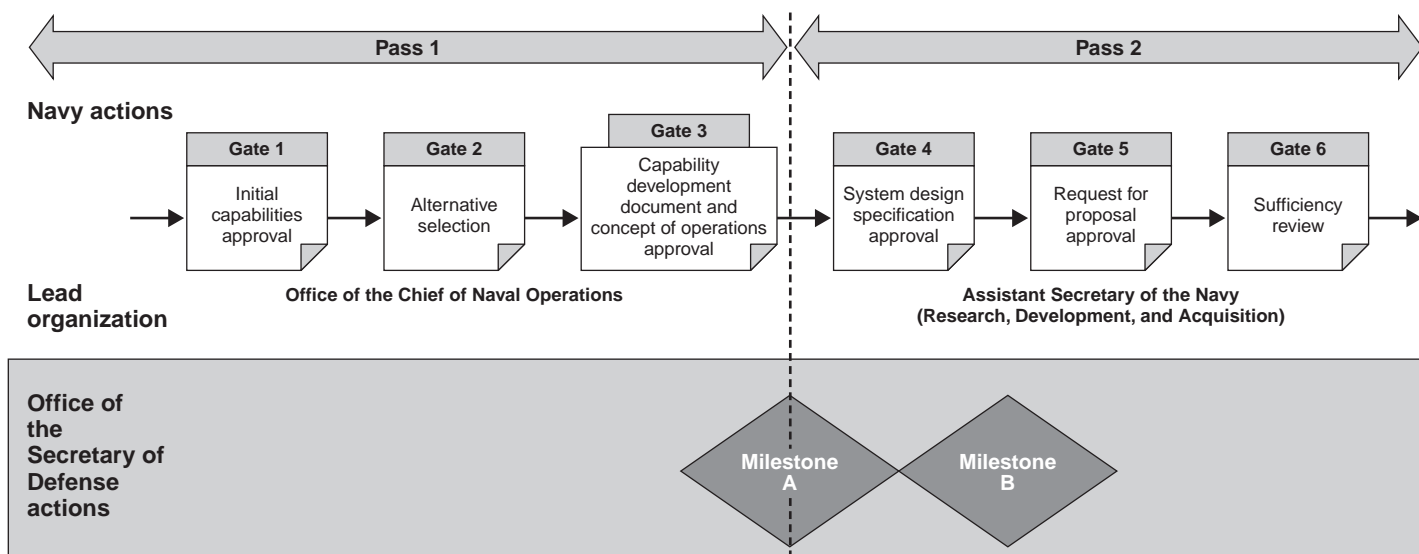 Pass 1
Pass 2
Navy actions
Gate 1
Initial
capabilities
approval
Gate 2
Alternative
selection
Gate 3
Capability
development
document and
concept of operations
approval
Gate 4
System design
specification
approval
Gate 5
Request for
proposal
approval
Gate 6
Sufficiency
review
Lead
organization
Office of the Chief of Naval Operations
Assistant Secretary of the Navy
(Research, Development, and Acquisition)
Office of
the
Secretary of
Defense
actions
Milestone
A
Milestone
B